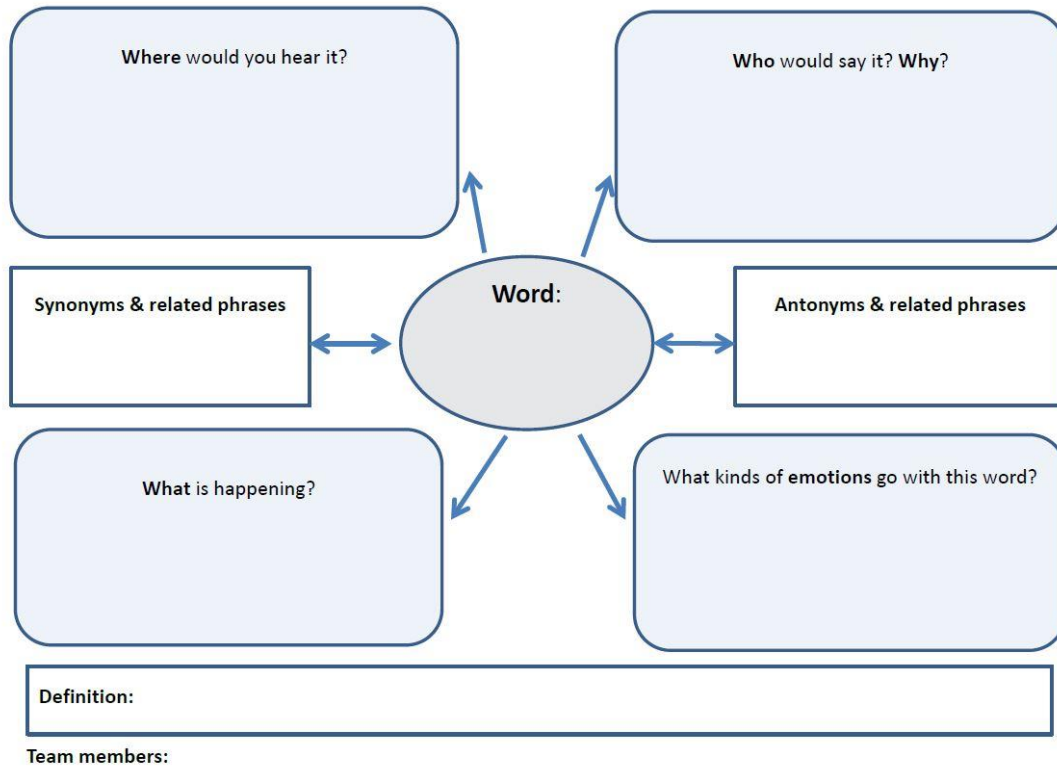 Where would you hear it?
Who would say it? Why?
Synonyms & related phrases
Word:
Antonyms & related phrases
What is happening?
What kinds of emotions go with this word?
Definition:
Team members: